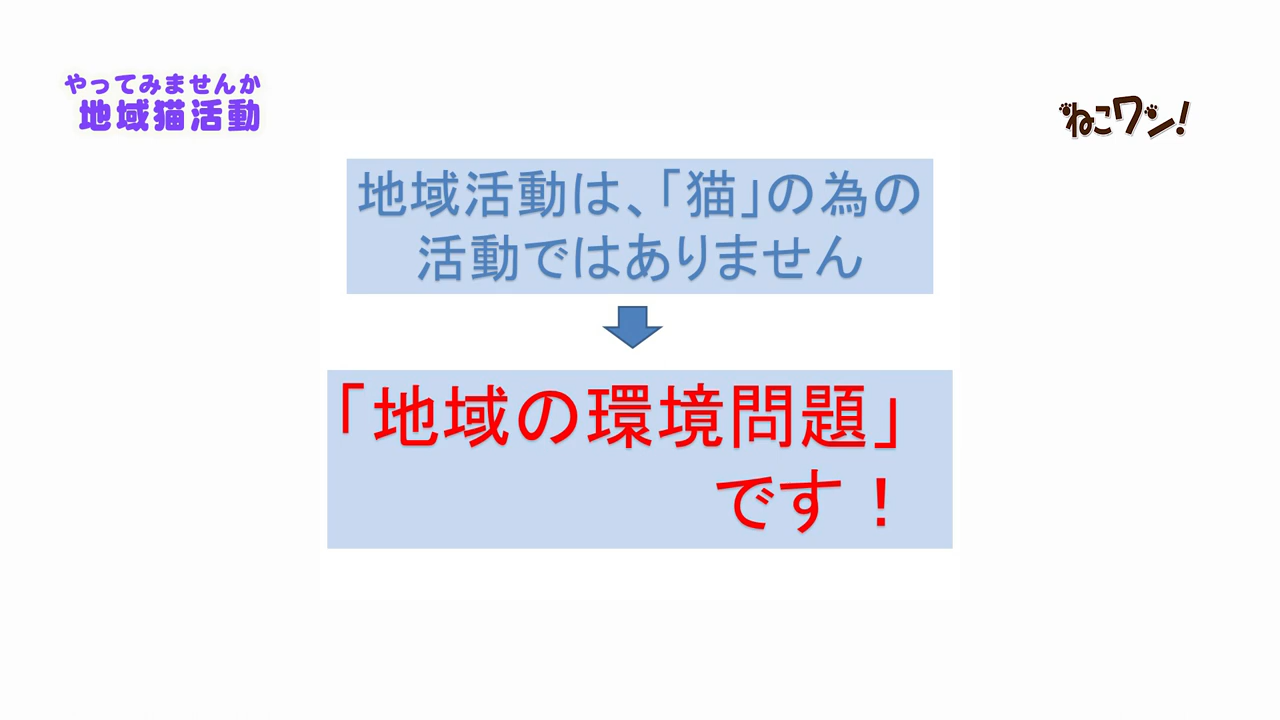 やってみませんか
地域猫活動
ねこワン!
地域活動は、「猫」の為の
活動ではありません
「地域の環境問題」
です！